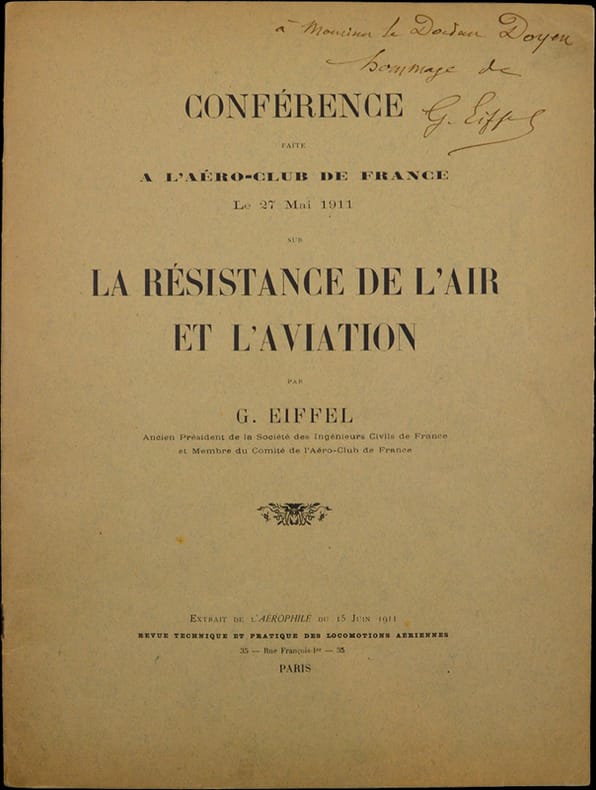 à Monsieur le Docteur Doyen
hommage de
G. Eiffel
CONFÉRENCE
FAITE
A L'AÉRO-CLUB DE FRANCE
Le 27 Mai 1911
SUR
LA RÉSISTANCE DE L'AIR
ET L'AVIATION
PAR
G. EIFFEL
Ancien Président de la Société des Ingénieurs Civils de France
et Membre du Comité de l'Aéro-Club de France
EXTRAIT DE L'AÉROPHILE DU 15 JUIN 1911
REVUE TECHNIQUE ET PRATIQUE DES LOCOMOTIONS AÉRIENNES
35 — Rue François-Ier — 35
PARIS